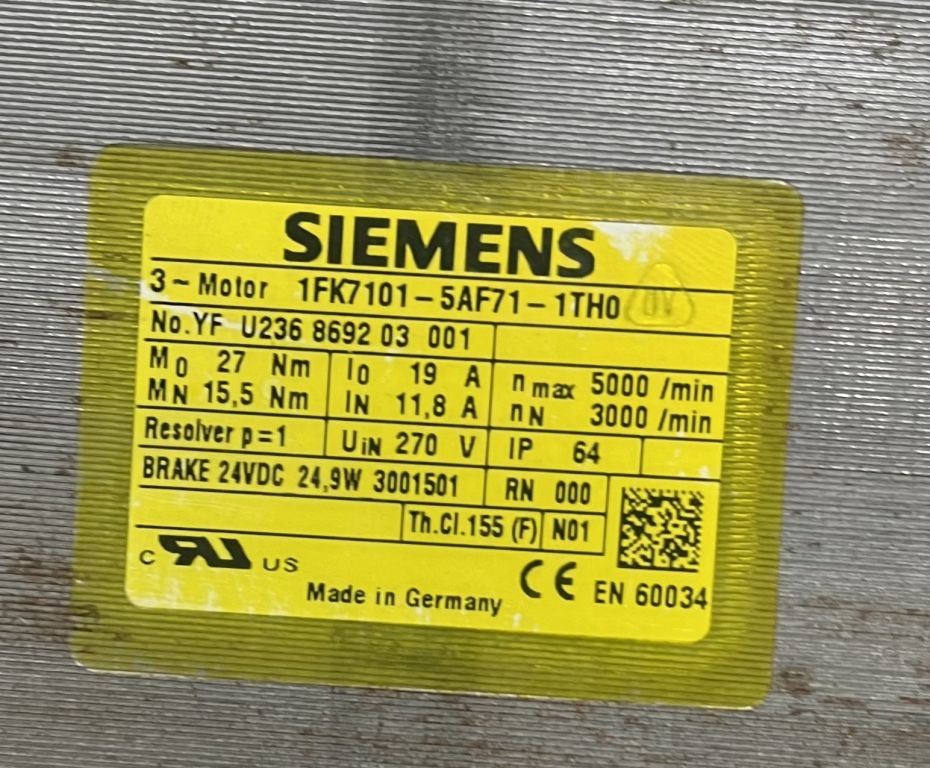 SIEMENS
3~Motor 1FK7101-5AF71-1TH0
No.YF U236 8692 03 001
M0 27 Nm I0 19 A n max 5000 /min
MN 15,5 Nm IN 11,8 A nN 3000 /min
Resolver p=1 UiN 270 V IP 64
BRAKE 24VDC 24,9W 3001501 RN 000
Th.Cl.155 (F) N01
C RU US
CE EN 60034
Made in Germany